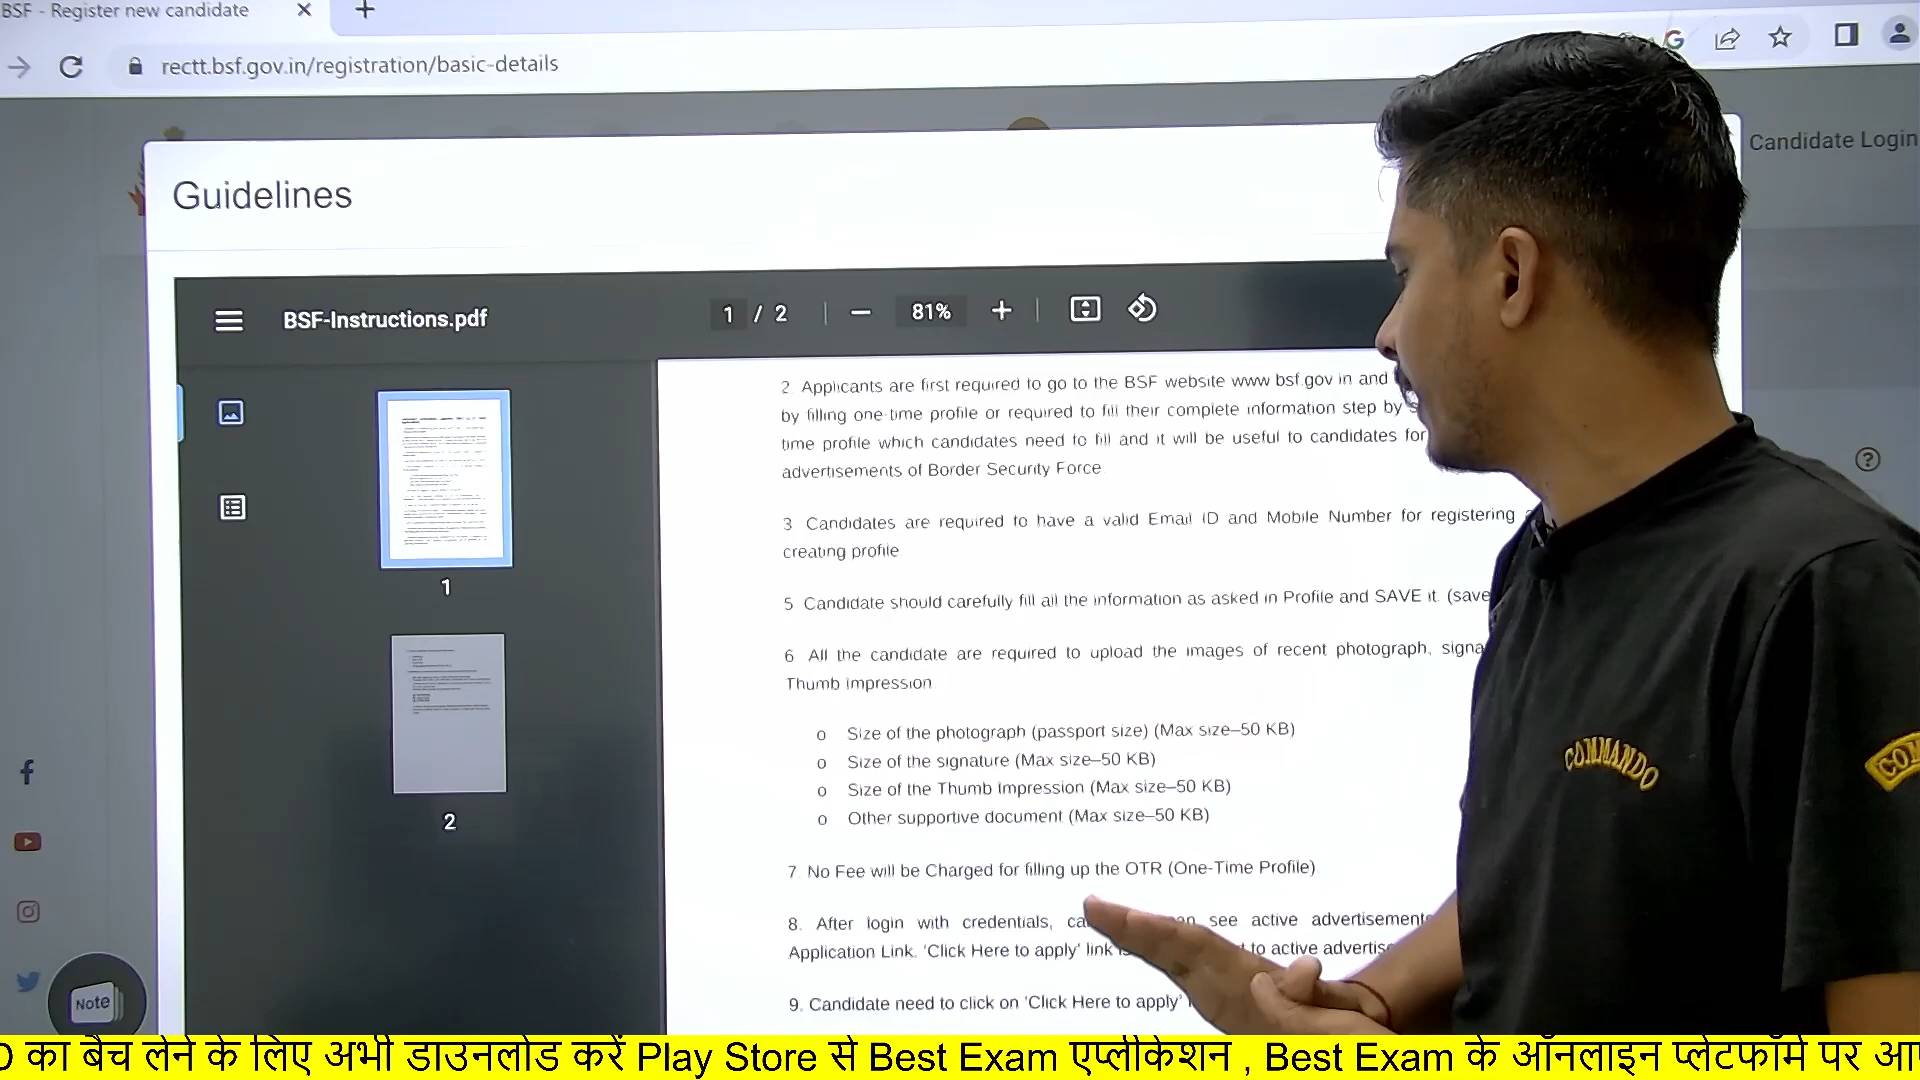 BSF - Register new candidate
rectt.bsf.gov.in/registration/basic-details
Candidate Login
Guidelines
BSF-Instructions.pdf
1 / 2
81%
2 Applicants are first required to go to the BSF website www bsf.gov in and
by filling one-time profile or required to fill their complete information step by
time profile which candidates need to fill and it will be useful to candidates for
advertisements of Border Security Force
3 Candidates are required to have a valid Email ID and Mobile Number for registering
creating profile
5 Candidate should carefully fill all the information as asked in Profile and SAVE it. (save
6 All the candidate are required to upload the images of recent photograph, signa
Thumb impression
o Size of the photograph (passport size) (Max size–50 KB)
o Size of the signature (Max size–50 KB)
o Size of the Thumb Impression (Max size–50 KB)
o Other supportive document (Max size–50 KB)
7 No Fee will be Charged for filling up the OTR (One-Time Profile)
8. After login with credentials, see active advertisements
Application Link. 'Click Here to apply' link to active advertis
9. Candidate need to click on 'Click Here to apply'
1
2
Note
COMMANDO
COM
का बैच लेने के लिए अभी डाउनलोड करें Play Store से Best Exam एप्लीकेशन , Best Exam के ऑनलाइन प्लेटफॉर्म पर आ